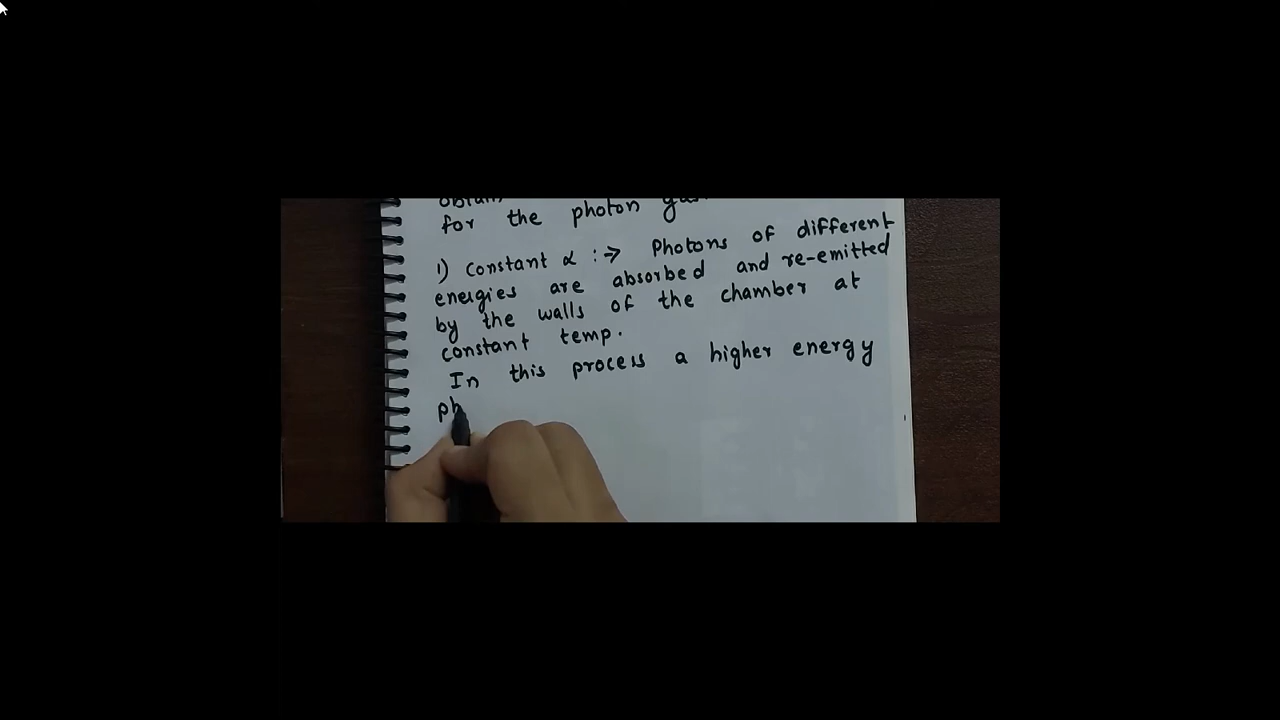 for the photon
1) Constant α :→ Photons of different
energies are absorbed and re-emitted
by the walls of the chamber at
constant temp.
In this process a higher energy
ph